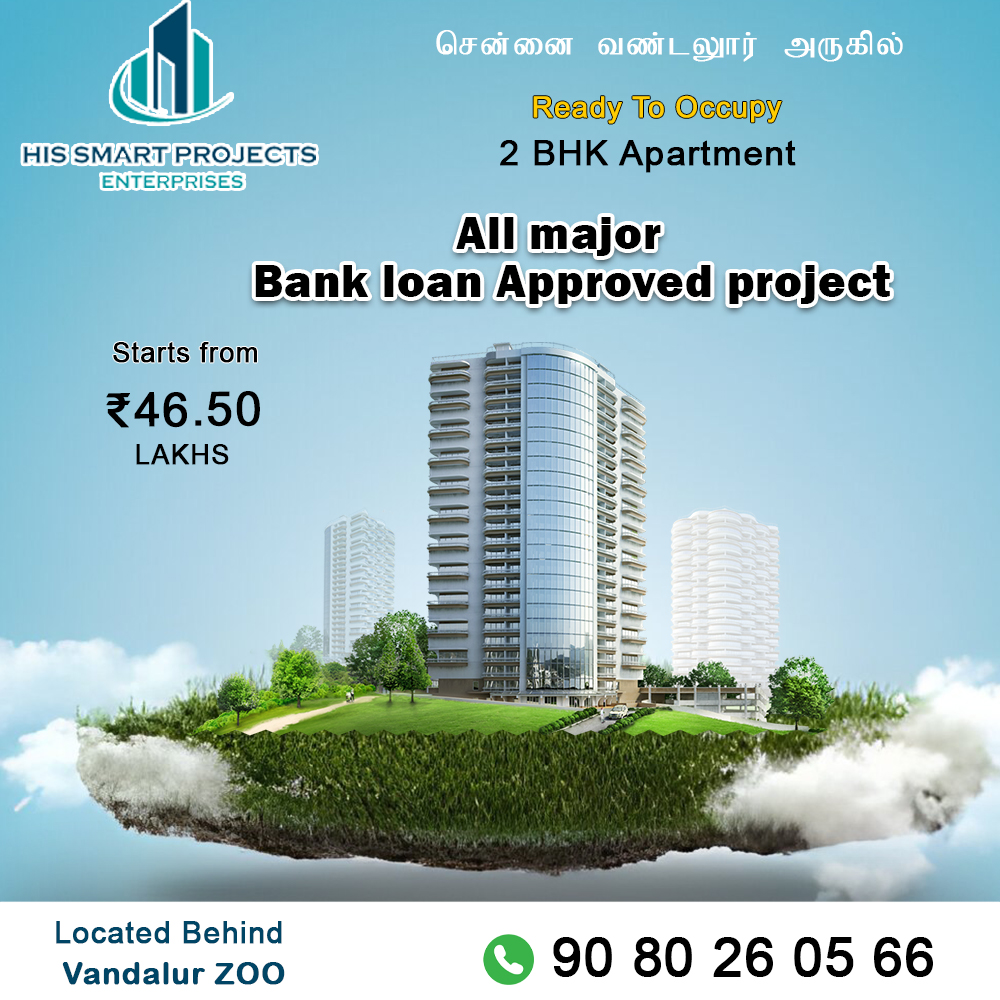 HIS SMART PROJECTS
ENTERPRISES
சென்னை வண்டலூர் அருகில்
Ready To Occupy
2 BHK Apartment
All major
Bank loan Approved project
Starts from
₹46.50
LAKHS
Located Behind
Vandalur ZOO
90 80 26 05 66